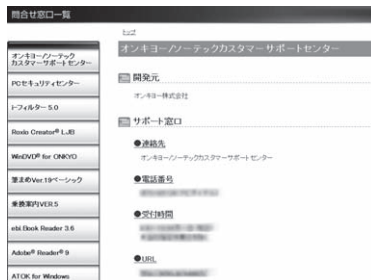 問合せ窓口一覧
トップ
オンキヨー/ソーテックカスタマーサポートセンター
オンキヨー/ソーテック
カスタマーサポートセンター
PCセキュリティセンター
i-フィルター 5.0
Roxio Creator® LJB
WinDVD® for ONKYO
筆まめVer.19ベーシック
乗換案内VER.5
ebi.Book Reader 3.6
Adobe® Reader® 9
ATOK for Windows
開発元
オンキヨー株式会社
サポート窓口
●連絡先
オンキヨー/ソーテックカスタマーサポートセンター
●電話番号
●受付時間
●URL